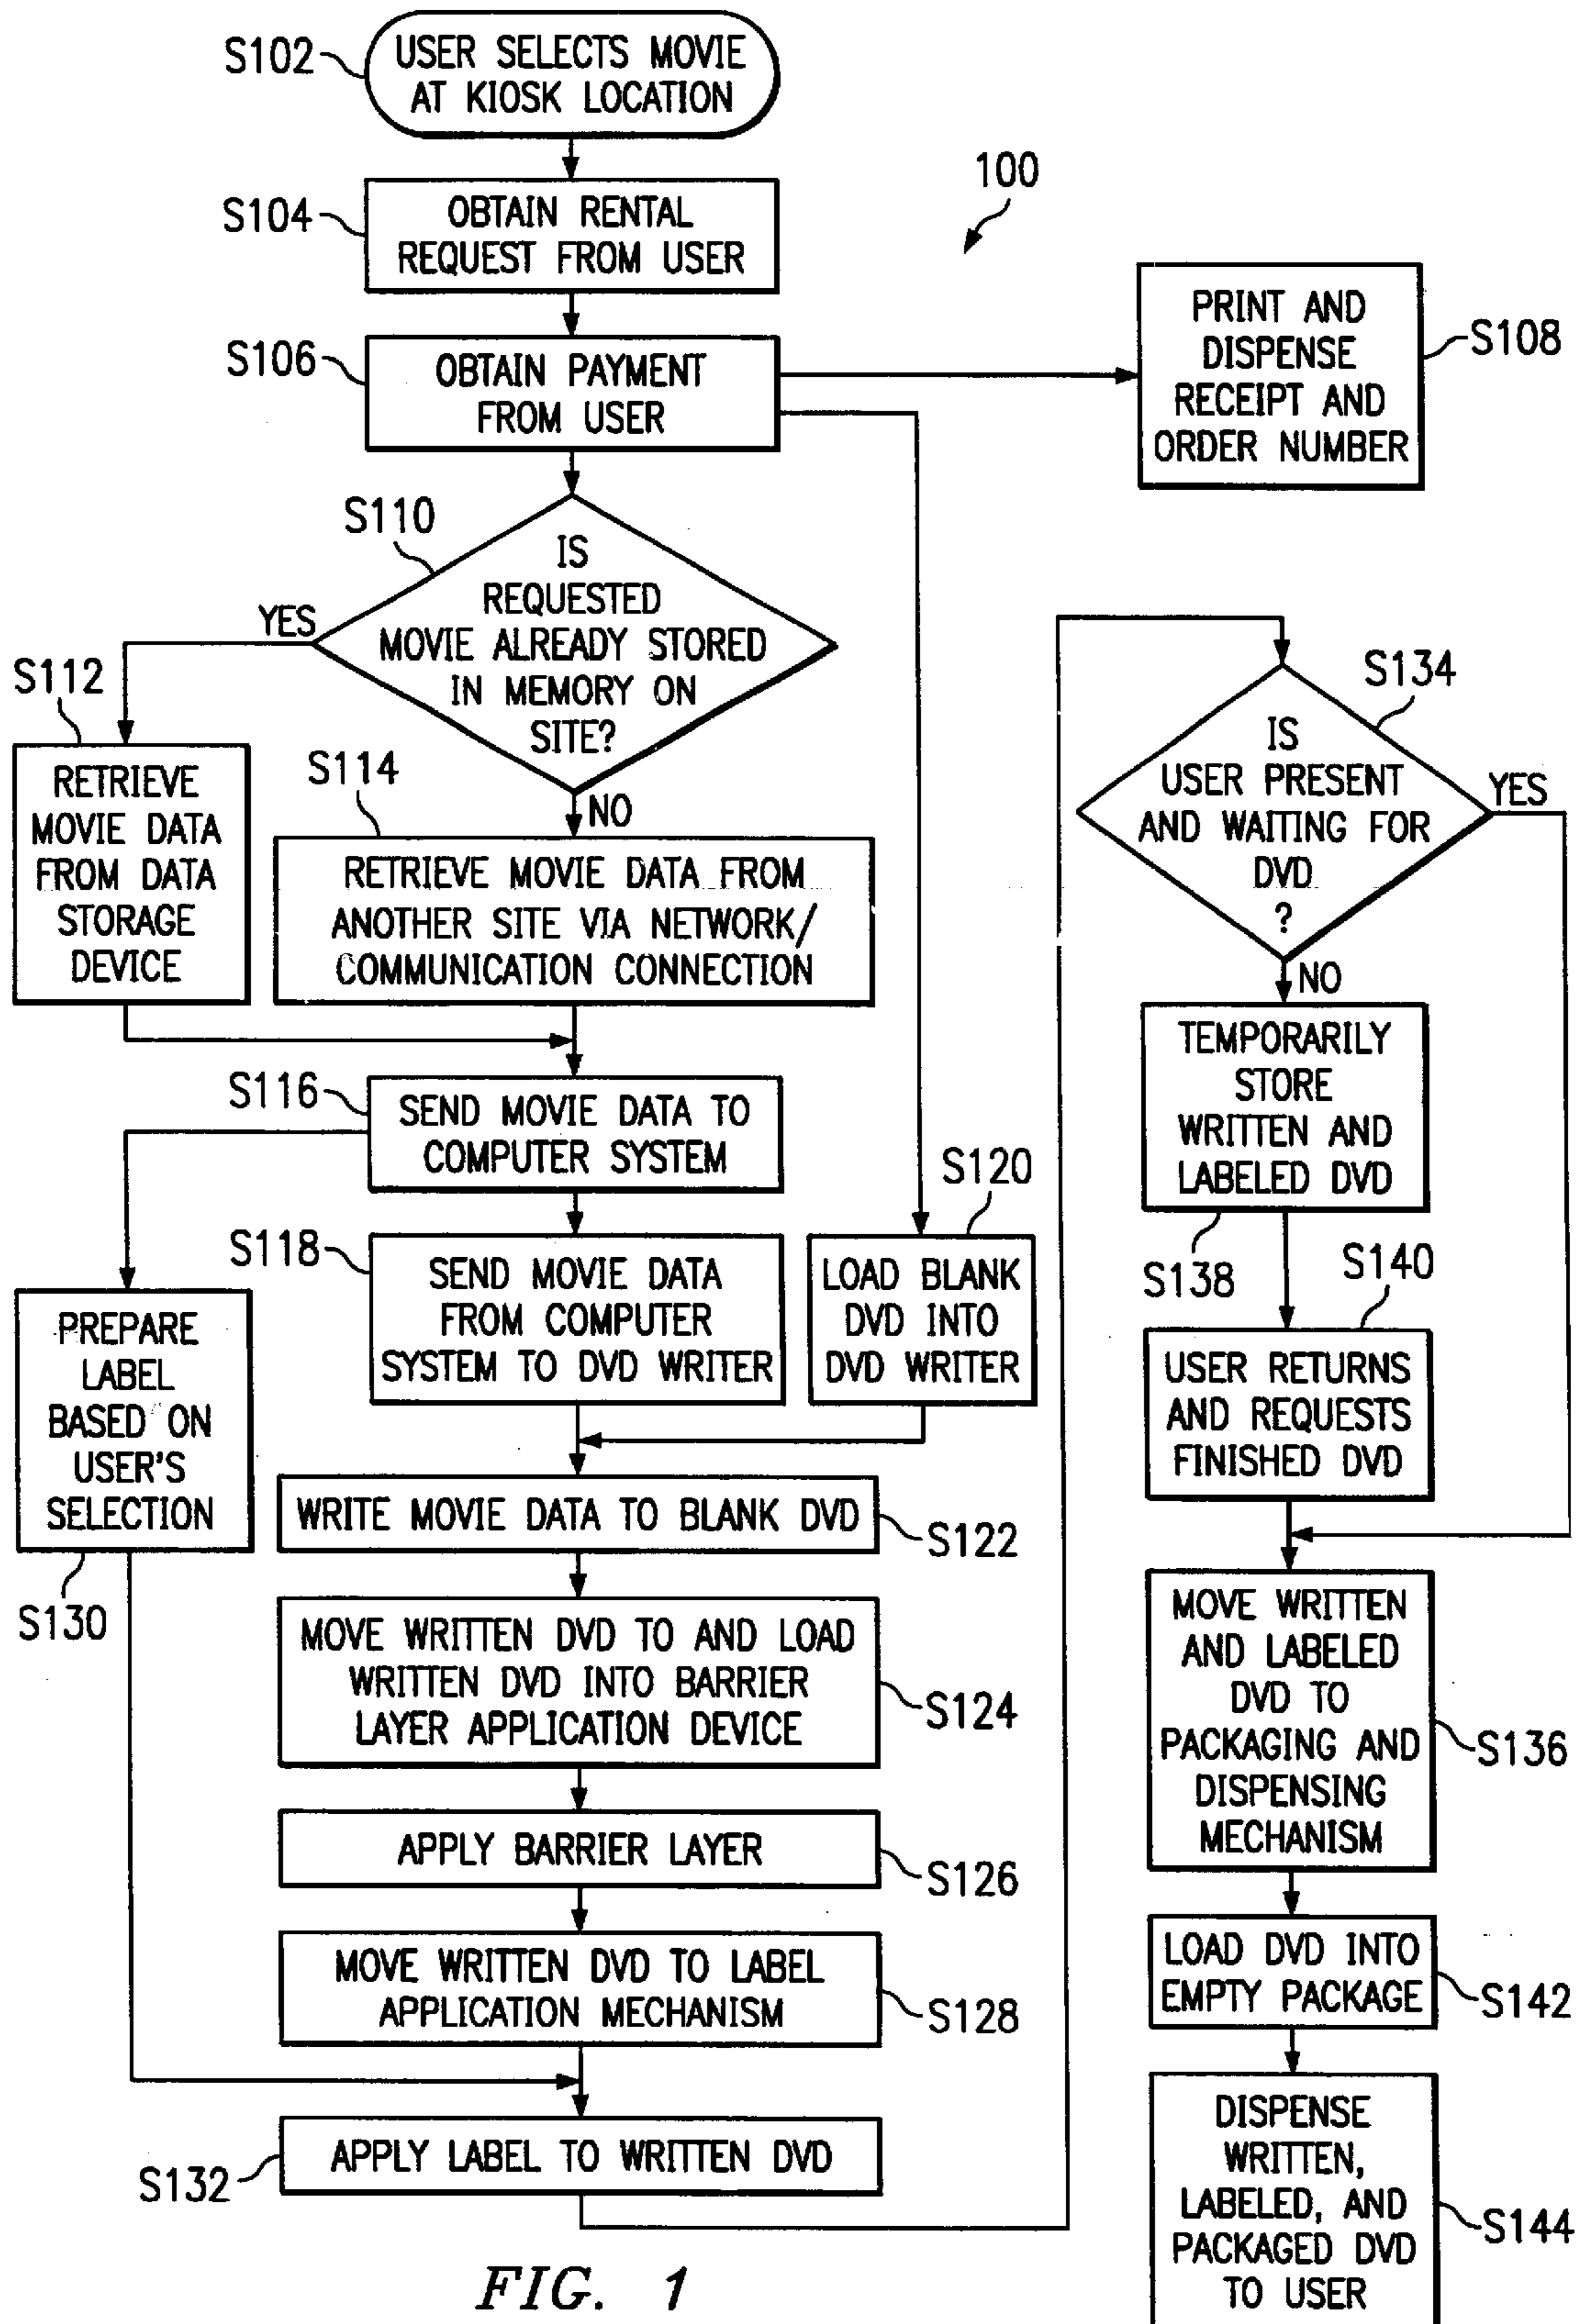 S102
USER SELECTS MOVIE
AT KIOSK LOCATION
S104
OBTAIN RENTAL
REQUEST FROM USER
100
S106
OBTAIN PAYMENT
FROM USER
PRINT AND
DISPENSE
RECEIPT AND
ORDER NUMBER
S108
S110
IS
REQUESTED
MOVIE ALREADY STORED
IN MEMORY ON
SITE?
YES
S112
RETRIEVE
MOVIE DATA
FROM DATA
STORAGE
DEVICE
NO
S114
RETRIEVE MOVIE DATA FROM
ANOTHER SITE VIA NETWORK/
COMMUNICATION CONNECTION
S116
SEND MOVIE DATA TO
COMPUTER SYSTEM
S118
SEND MOVIE DATA
FROM COMPUTER
SYSTEM TO DVD WRITER
S120
LOAD BLANK
DVD INTO
DVD WRITER
PREPARE
LABEL
BASED ON
USER'S
SELECTION
S130
WRITE MOVIE DATA TO BLANK DVD
S122
MOVE WRITTEN DVD TO AND LOAD
WRITTEN DVD INTO BARRIER
LAYER APPLICATION DEVICE
S124
APPLY BARRIER LAYER
S126
MOVE WRITTEN DVD TO LABEL
APPLICATION MECHANISM
S128
APPLY LABEL TO WRITTEN DVD
S132
S134
IS
USER PRESENT
AND WAITING FOR
DVD
?
YES
NO
TEMPORARILY
STORE
WRITTEN AND
LABELED DVD
S138
S140
USER RETURNS
AND REQUESTS
FINISHED DVD
MOVE WRITTEN
AND LABELED
DVD TO
PACKAGING AND
DISPENSING
MECHANISM
S136
LOAD DVD INTO
EMPTY PACKAGE
S142
DISPENSE
WRITTEN,
LABELED, AND
PACKAGED DVD
TO USER
S144
FIG. 1